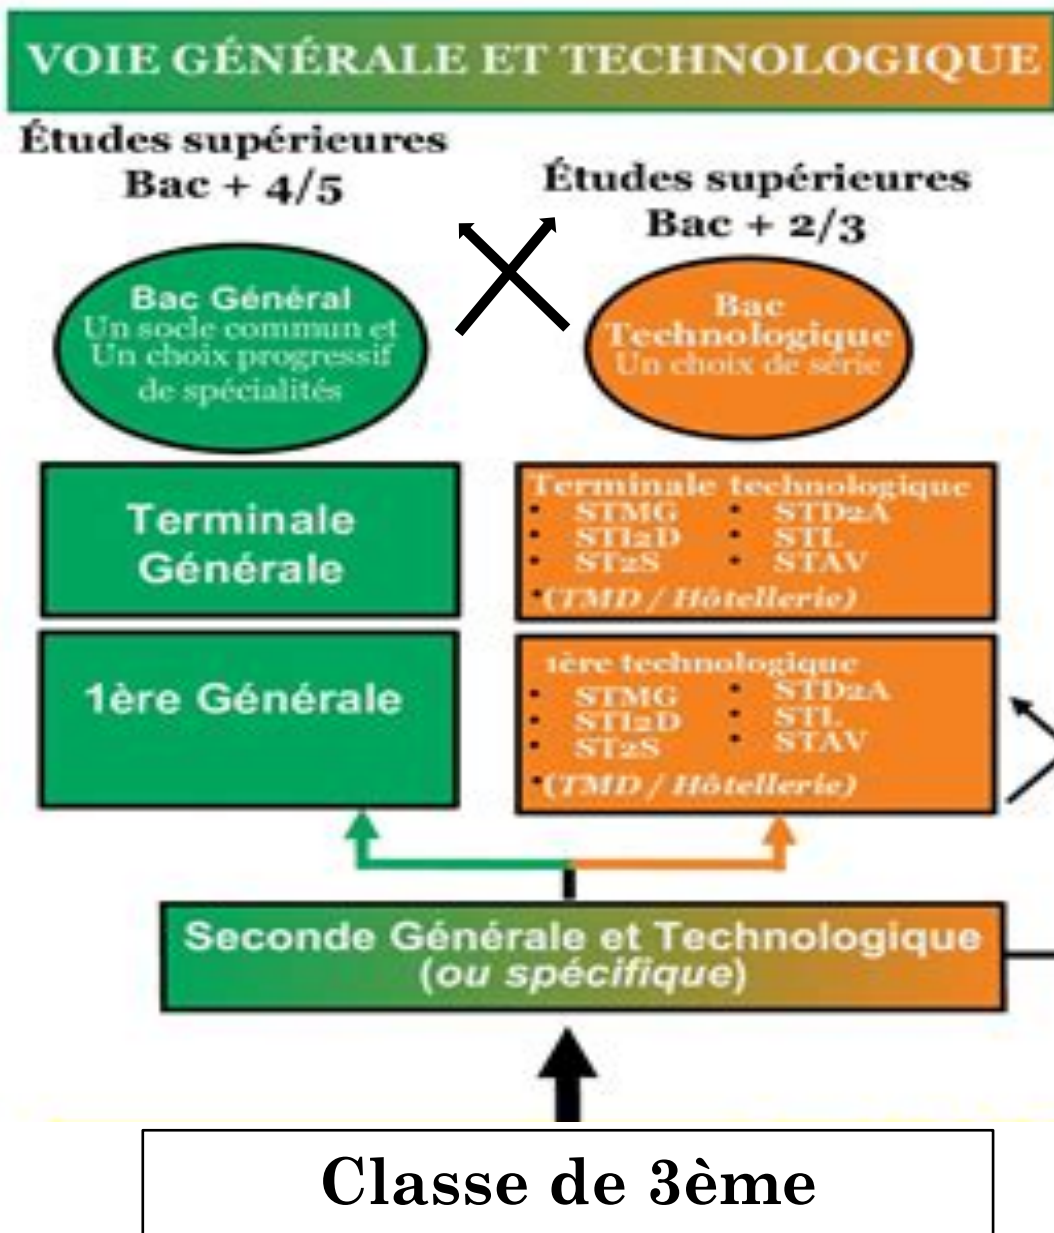 VOIE GÉNÉRALE ET TECHNOLOGIQUE
Études supérieures
Bac + 4/5
Études supérieures
Bac + 2/3
Bac Général
Un socle commun et
Un choix progressif
de spécialités
Bac
Technologique
Un choix de série
Terminale
Générale
Terminale technologique
• STMG
• STI2D
• ST2S
• STD2A
• STL
• STAV
•(TMD / Hôtellerie)
1ère Générale
1ère technologique
• STMG
• STI2D
• ST2S
• STD2A
• STL
• STAV
•(TMD / Hôtellerie)
Seconde Générale et Technologique
(ou spécifique)
Classe de 3ème